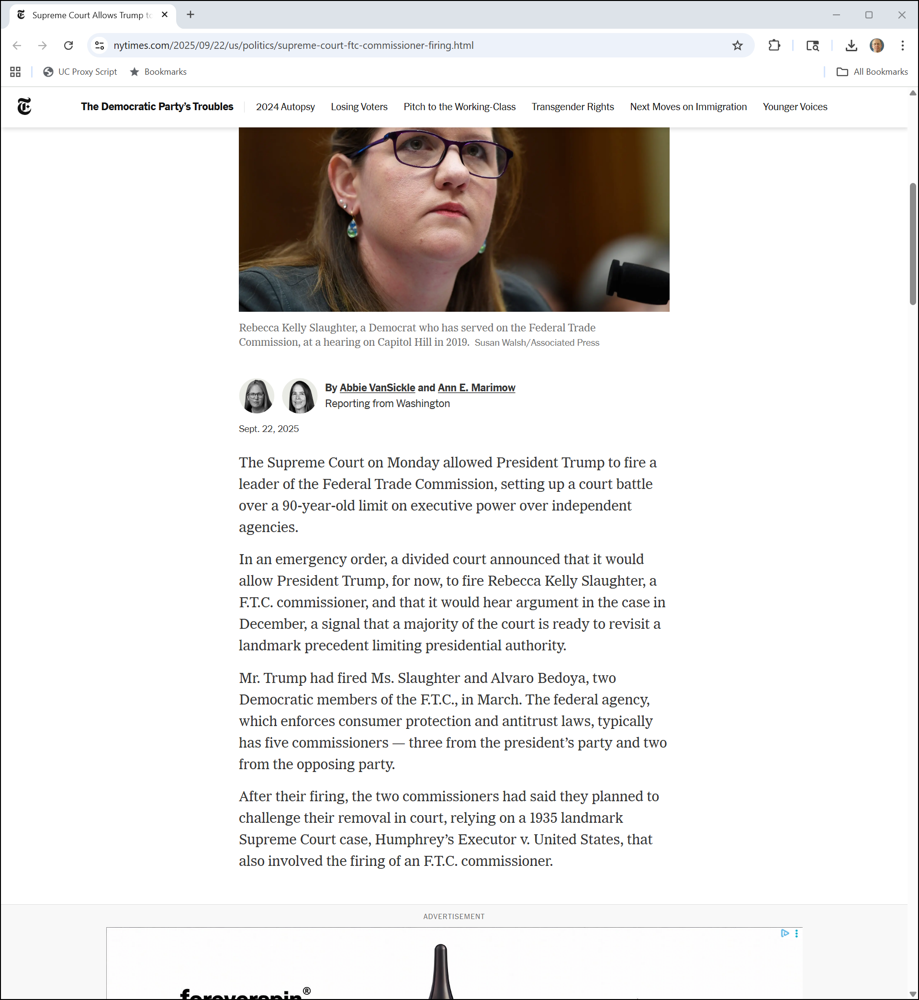 Supreme Court Allows Trump to
nytimes.com/2025/09/22/us/politics/supreme-court-ftc-commissioner-firing.html
UC Proxy Script Bookmarks All Bookmarks
The Democratic Party’s Troubles 2024 Autopsy Losing Voters Pitch to the Working-Class Transgender Rights Next Moves on Immigration Younger Voices
Rebecca Kelly Slaughter, a Democrat who has served on the Federal Trade
Commission, at a hearing on Capitol Hill in 2019. Susan Walsh/Associated Press
By Abbie VanSickle and Ann E. Marimow
Reporting from Washington
Sept. 22, 2025
The Supreme Court on Monday allowed President Trump to fire a
leader of the Federal Trade Commission, setting up a court battle
over a 90-year-old limit on executive power over independent
agencies.
In an emergency order, a divided court announced that it would
allow President Trump, for now, to fire Rebecca Kelly Slaughter, a
F.T.C. commissioner, and that it would hear argument in the case in
December, a signal that a majority of the court is ready to revisit a
landmark precedent limiting presidential authority.
Mr. Trump had fired Ms. Slaughter and Alvaro Bedoya, two
Democratic members of the F.T.C., in March. The federal agency,
which enforces consumer protection and antitrust laws, typically
has five commissioners — three from the president’s party and two
from the opposing party.
After their firing, the two commissioners had said they planned to
challenge their removal in court, relying on a 1935 landmark
Supreme Court case, Humphrey’s Executor v. United States, that
also involved the firing of an F.T.C. commissioner.
ADVERTISEMENT
foreverspin®